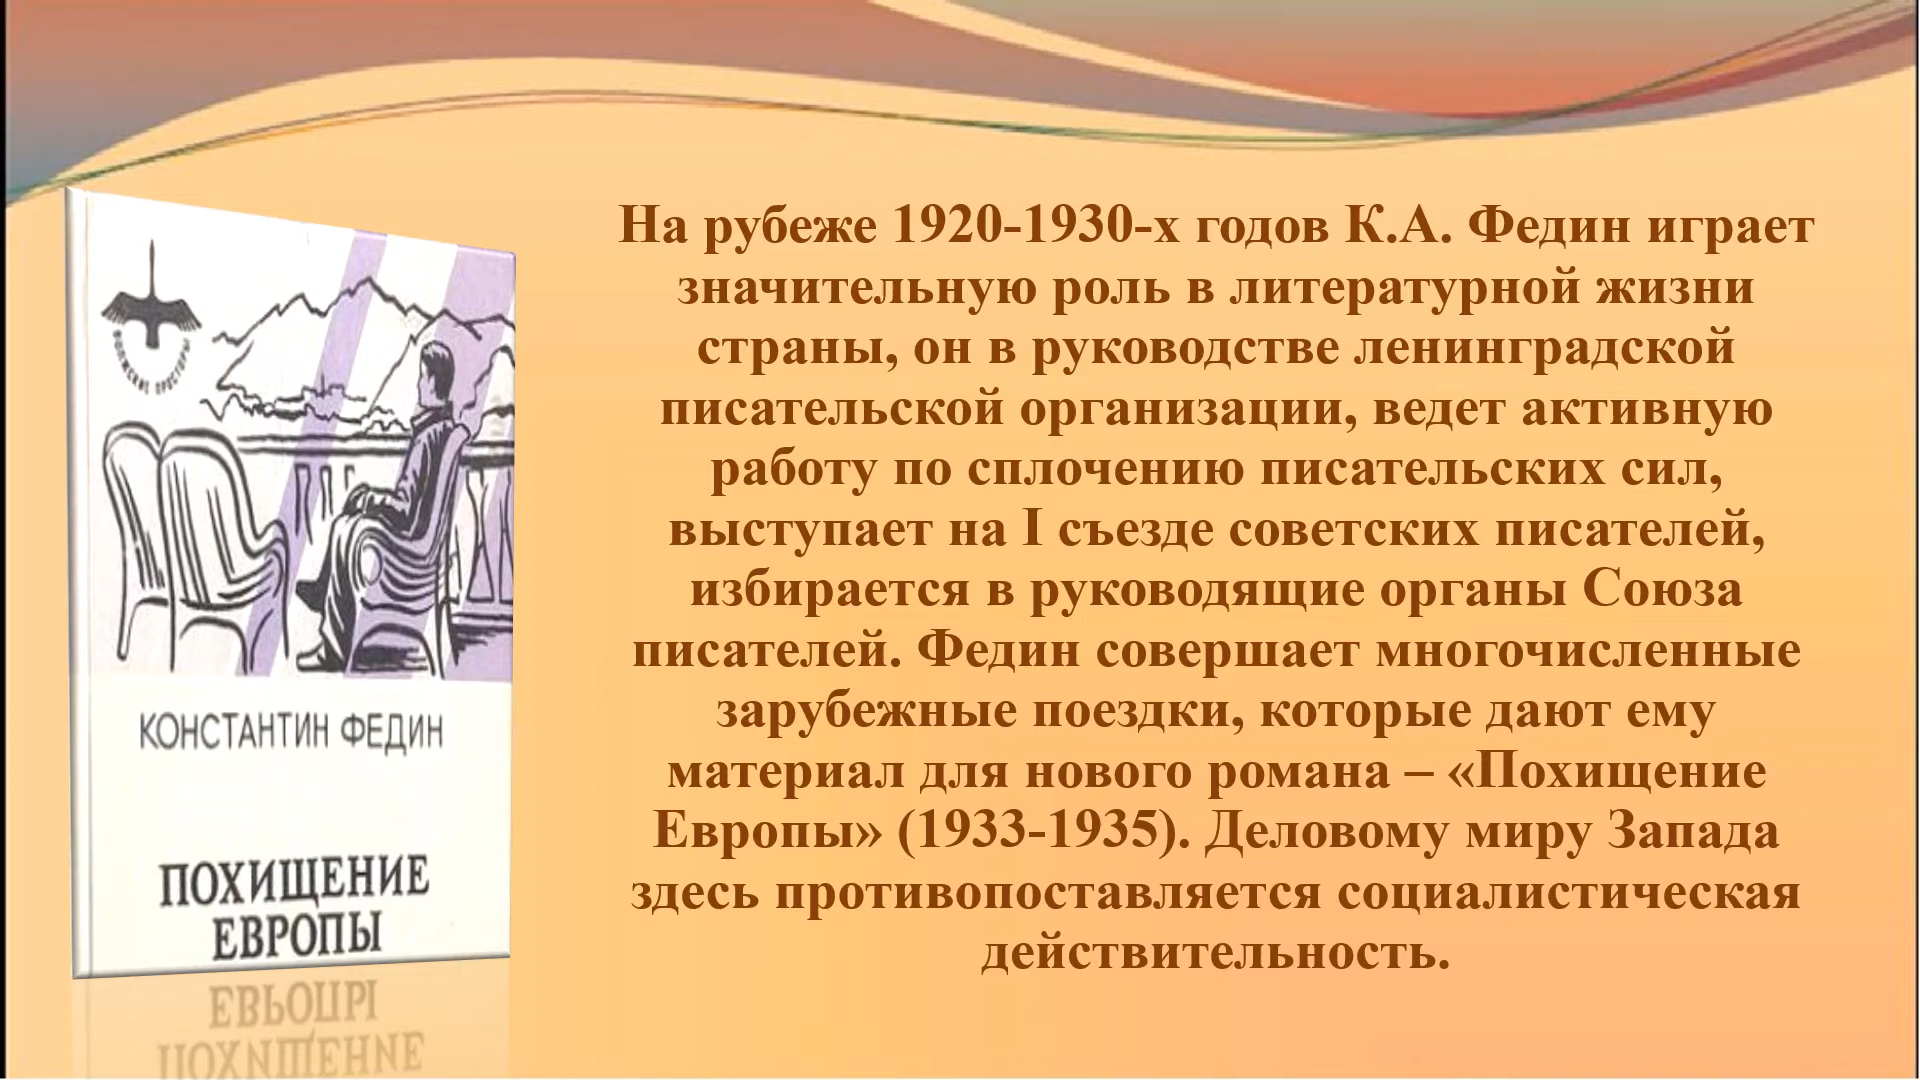 ВОЛЖСКИЕ ПРОСТОРЫ
КОНСТАНТИН ФЕДИН
ПОХИЩЕНИЕ
ЕВРОПЫ
На рубеже 1920-1930-х годов К.А. Федин играет
значительную роль в литературной жизни
страны, он в руководстве ленинградской
писательской организации, ведет активную
работу по сплочению писательских сил,
выступает на I съезде советских писателей,
избирается в руководящие органы Союза
писателей. Федин совершает многочисленные
зарубежные поездки, которые дают ему
материал для нового романа – «Похищение
Европы» (1933-1935). Деловому миру Запада
здесь противопоставляется социалистическая
действительность.